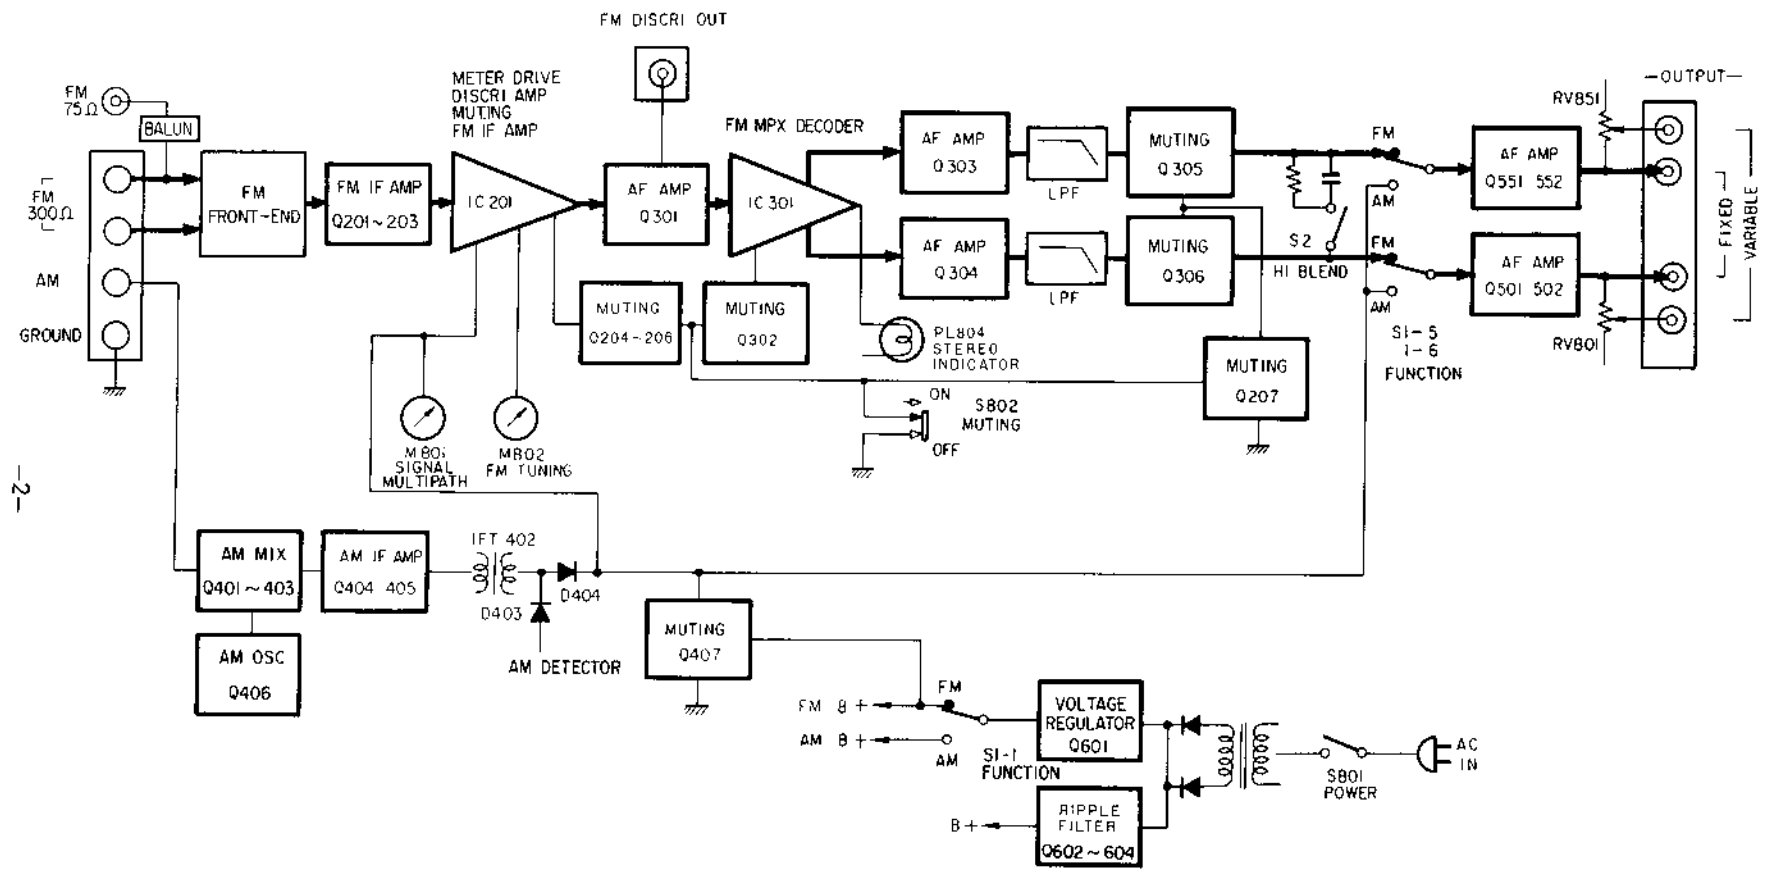 FM DISCRI OUT
METER DRIVE
DISCRI AMP
MUTING
FM IF AMP
FM
75Ω
BALUN
FM
300Ω
AM
GROUND
FM
FRONT-END
FM IF AMP
Q201~203
IC 201
AF AMP
Q301
FM MPX DECODER
IC 301
AF AMP
Q303
LPF
MUTING
Q305
AF AMP
Q304
LPF
MUTING
Q306
S2
HI BLEND
FM
AM
FM
AM
S1-5
1-6
FUNCTION
AF AMP
Q551 552
AF AMP
Q501 502
RV851
RV801
-OUTPUT-
FIXED
VARIABLE
MUTING
Q204~206
MUTING
Q302
PL804
STEREO
INDICATOR
ON
S802
MUTING
OFF
MUTING
Q207
M801
SIGNAL
MULTIPATH
M802
FM TUNING
-2-
AM MIX
Q401~403
AM IF AMP
Q404 405
IFT 402
D403
D404
AM DETECTOR
AM OSC
Q406
MUTING
Q407
FM B+
AM B+
FM
AM
S1-1
FUNCTION
VOLTAGE
REGULATOR
Q601
B+
RIPPLE
FILTER
Q602~604
S801
POWER
AC
IN